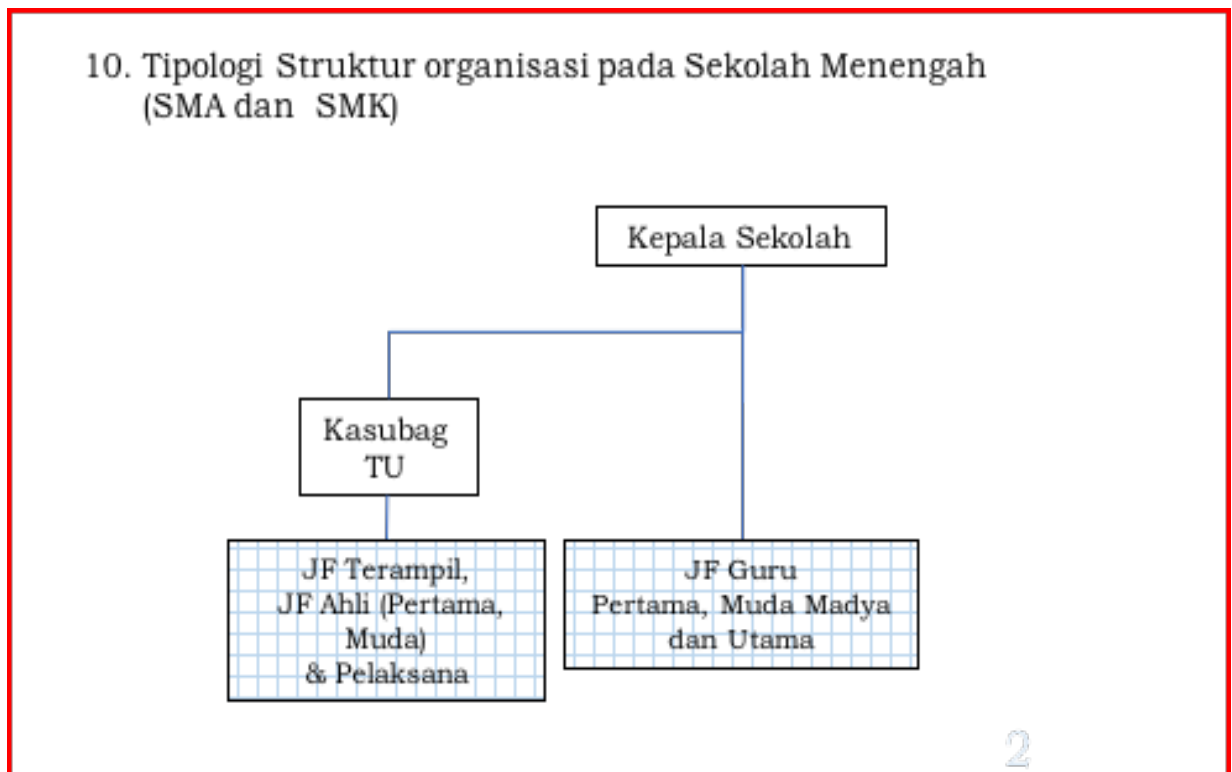 10. Tipologi Struktur organisasi pada Sekolah Menengah
(SMA dan SMK)
Kepala Sekolah
Kasubag
TU
JF Terampil,
JF Ahli (Pertama,
Muda)
& Pelaksana
JF Guru
Pertama, Muda Madya
dan Utama
2